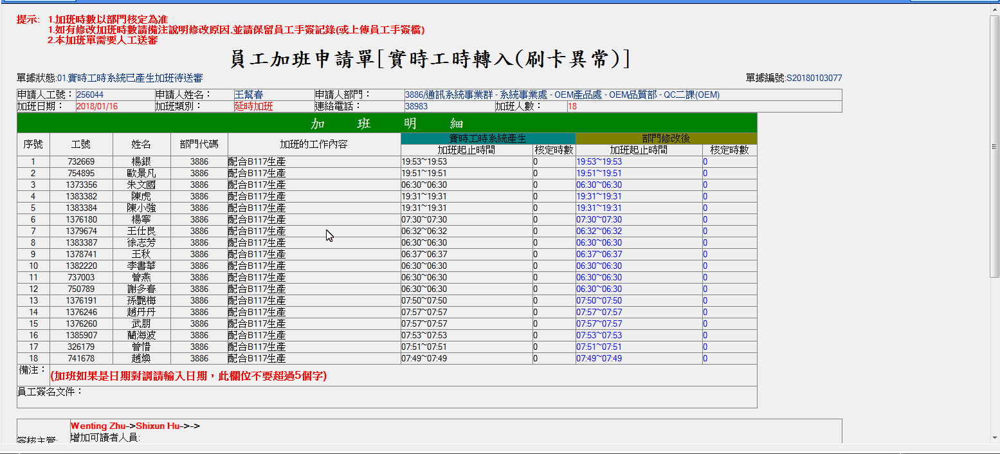 提示: 1.加班時數以部門核定為准
1.如有修改加班時數請備注說明修改原因,並請保留員工手簽記錄(或上傳員工手簽檔)
2.本加班單需要人工送審
員工加班申請單[實時工時轉入(刷卡異常)]
單據狀態:01.實時工時系統已產生加班待送審 單據編號:S20180103077
申請人工號: 256044 申請人姓名: 王幫春 申請人部門: 3886/通訊系統事業群 - 系統事業處 - OEM產品處 - OEM品質部 - QC二課(OEM)
加班日期: 2018/01/16 加班類別: 延時加班 連絡電話: 38983 加班人數: 18
加 班 明 細
序號 工號 姓名 部門代碼 加班的工作內容 實時工時系統產生 部門修改後
加班起止時間 核定時數 加班起止時間 核定時數
1 732669 楊銀 3886 配合B117生產 19:53~19:53 0 19:53~19:53 0
2 754895 歐景凡 3886 配合B117生產 19:51~19:51 0 19:51~19:51 0
3 1373356 朱文國 3886 配合B117生產 06:30~06:30 0 06:30~06:30 0
4 1383382 陳虎 3886 配合B117生產 19:31~19:31 0 19:31~19:31 0
5 1383384 陳小強 3886 配合B117生產 19:31~19:31 0 19:31~19:31 0
6 1376180 楊寧 3886 配合B117生產 07:30~07:30 0 07:30~07:30 0
7 1379674 王仕良 3886 配合B117生產 06:32~06:32 0 06:32~06:32 0
8 1383387 徐志芳 3886 配合B117生產 06:30~06:30 0 06:30~06:30 0
9 1378741 王秋 3886 配合B117生產 06:37~06:37 0 06:37~06:37 0
10 1382220 李書華 3886 配合B117生產 06:30~06:30 0 06:30~06:30 0
11 737003 曾燕 3886 配合B117生產 06:30~06:30 0 06:30~06:30 0
12 750789 謝多春 3886 配合B117生產 06:30~06:30 0 06:30~06:30 0
13 1376191 孫艷梅 3886 配合B117生產 07:50~07:50 0 07:50~07:50 0
14 1376246 趙丹丹 3886 配合B117生產 07:57~07:57 0 07:57~07:57 0
15 1376260 武朋 3886 配合B117生產 07:57~07:57 0 07:57~07:57 0
16 1385907 藺海波 3886 配合B117生產 07:53~07:53 0 07:53~07:53 0
17 326179 曾惜 3886 配合B117生產 07:51~07:51 0 07:51~07:51 0
18 741678 趙煥 3886 配合B117生產 07:49~07:49 0 07:49~07:49 0
備注: (加班如果是日期對調請輸入日期,此欄位不要超過5個字)
員工簽名文件:
Wenting Zhu->Shixun Hu->->
增加可讀者人員:
簽核主管: